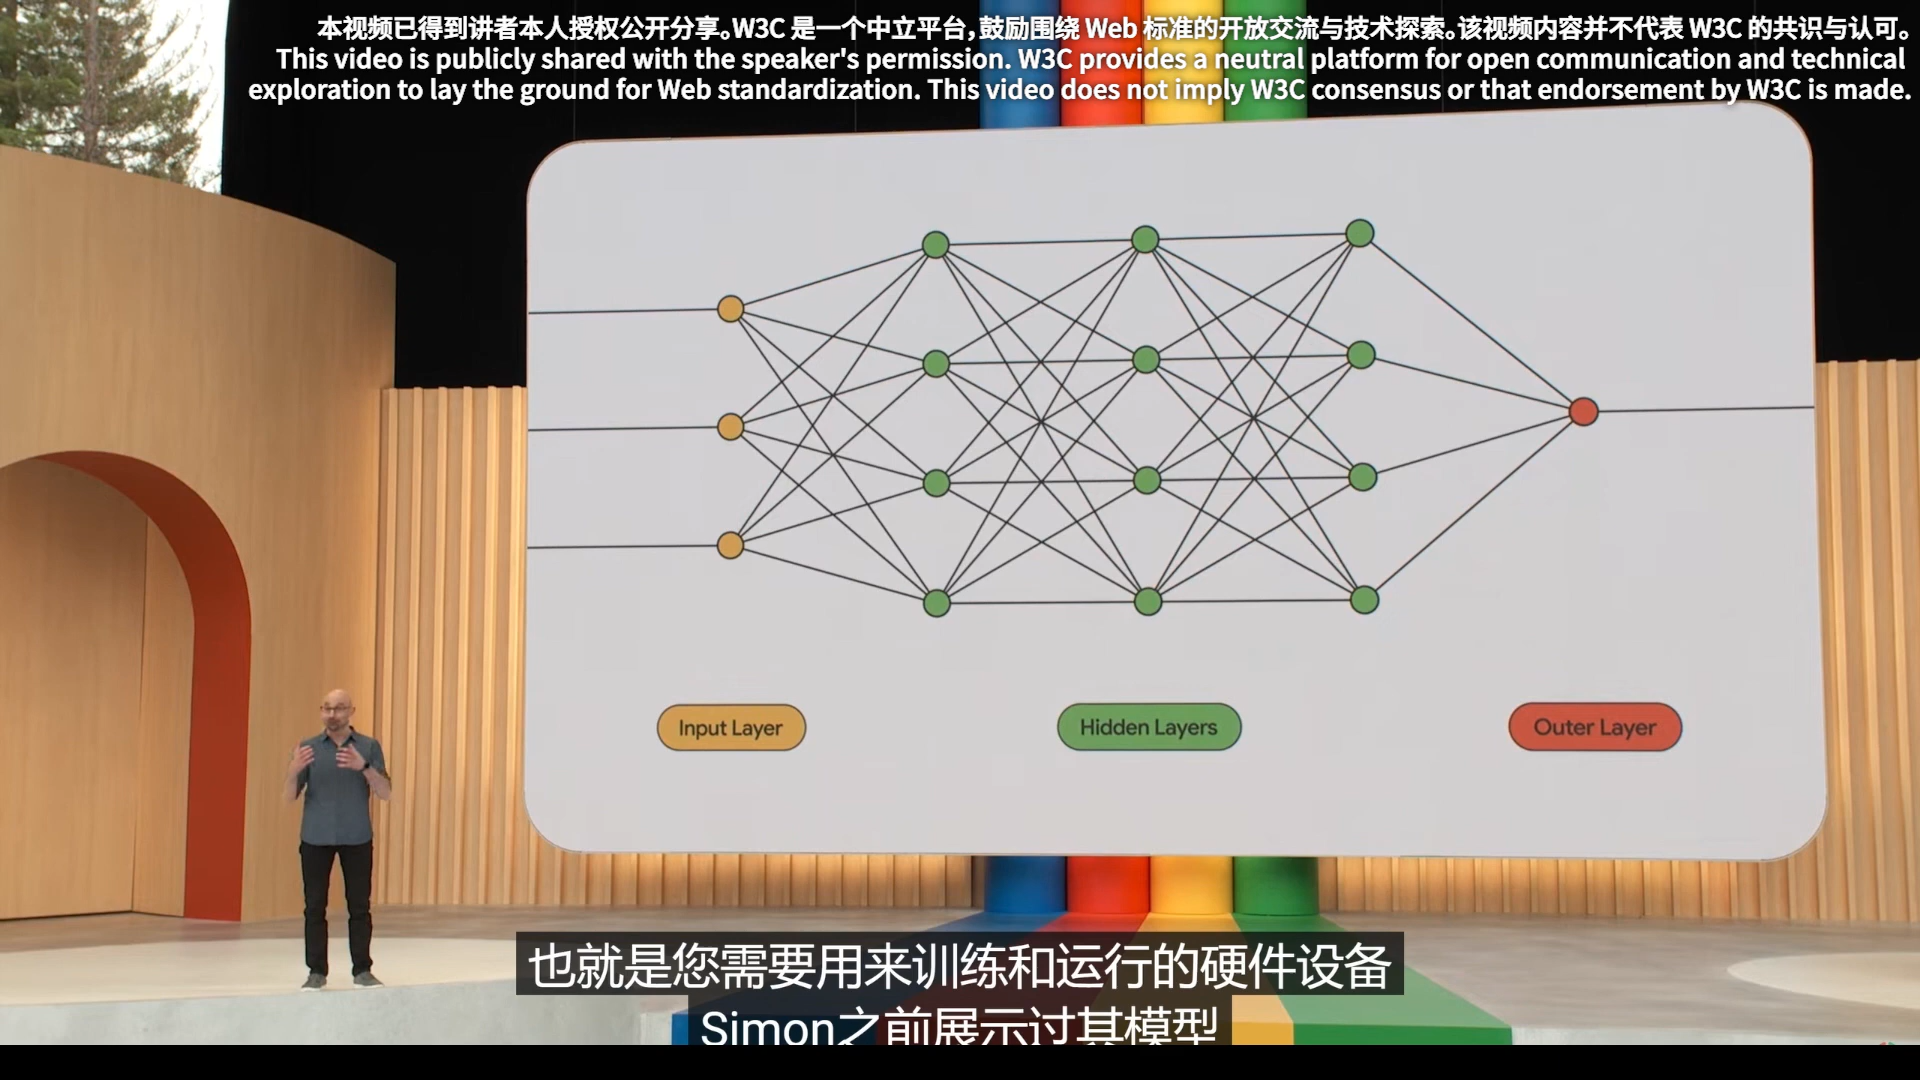 本视频已得到讲者本人授权公开分享。W3C 是一个中立平台，鼓励围绕 Web 标准的开放交流与技术探索。该视频内容并不代表 W3C 的共识与认可。
This video is publicly shared with the speaker's permission. W3C provides a neutral platform for open communication and technical
exploration to lay the ground for Web standardization. This video does not imply W3C consensus or that endorsement by W3C is made.
Input Layer
Hidden Layers
Outer Layer
也就是您需要用来训练和运行的硬件设备
Simon之前展示过其模型